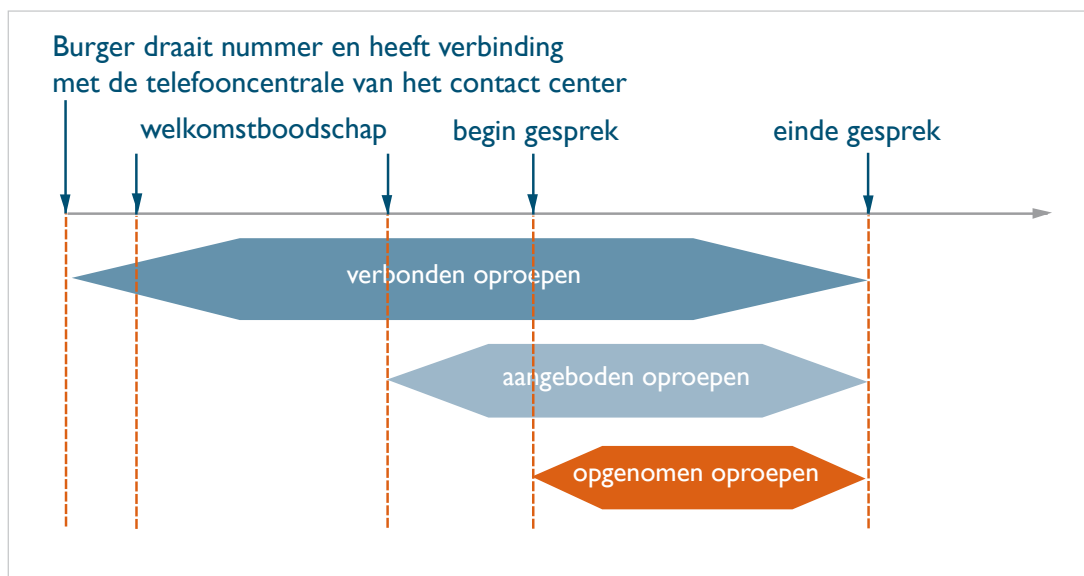 Burger draait nummer en heeft verbinding
met de telefooncentrale van het contact center
welkomstboodschap
begin gesprek
einde gesprek
verbonden oproepen
aangeboden oproepen
opgenomen oproepen